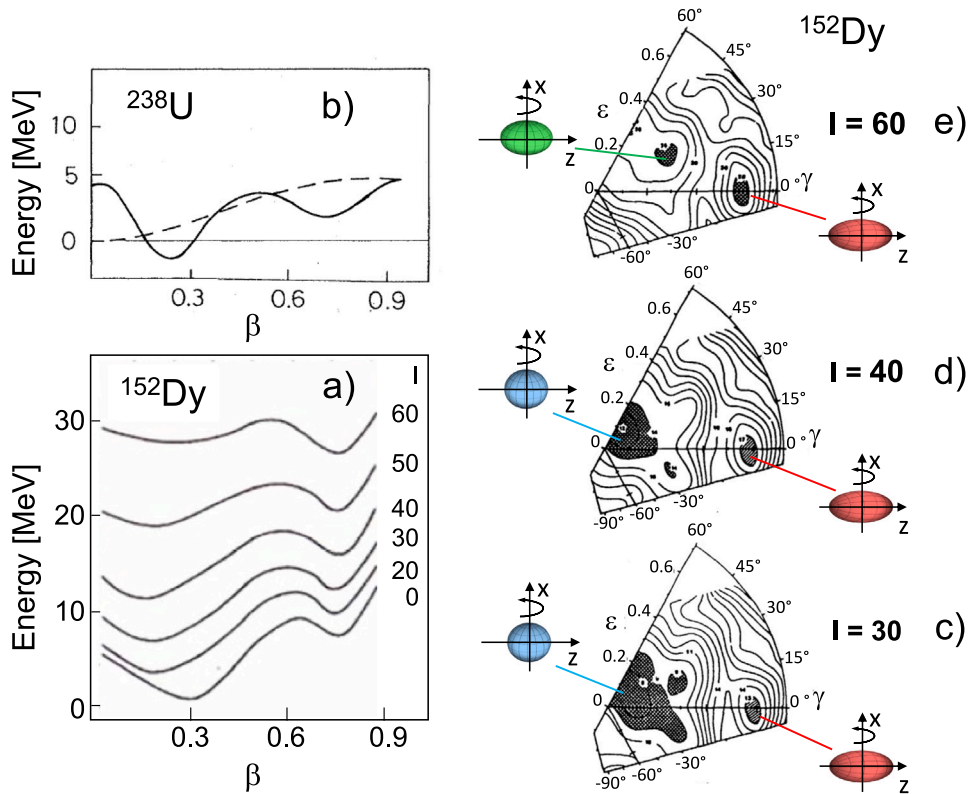 238U
b)
Energy [MeV]
10
5
0
0.3
0.6
0.9
β
152Dy
a)
I
60
50
40
30
20
0
Energy [MeV]
30
20
10
0
0.3
0.6
0.9
β
152Dy
60°
0.6
45°
ε
0.4
30°
X
Z
0.2
15°
I = 60
e)
0
0° γ
-30°
-60°
X
Z
60°
0.6
45°
ε
0.4
30°
X
Z
0.2
15°
I = 40
d)
0
0° γ
-30°
-60°
-90°
X
Z
60°
0.6
45°
ε
0.4
30°
X
Z
0.2
15°
I = 30
c)
0
0° γ
-30°
-60°
-90°
X
Z